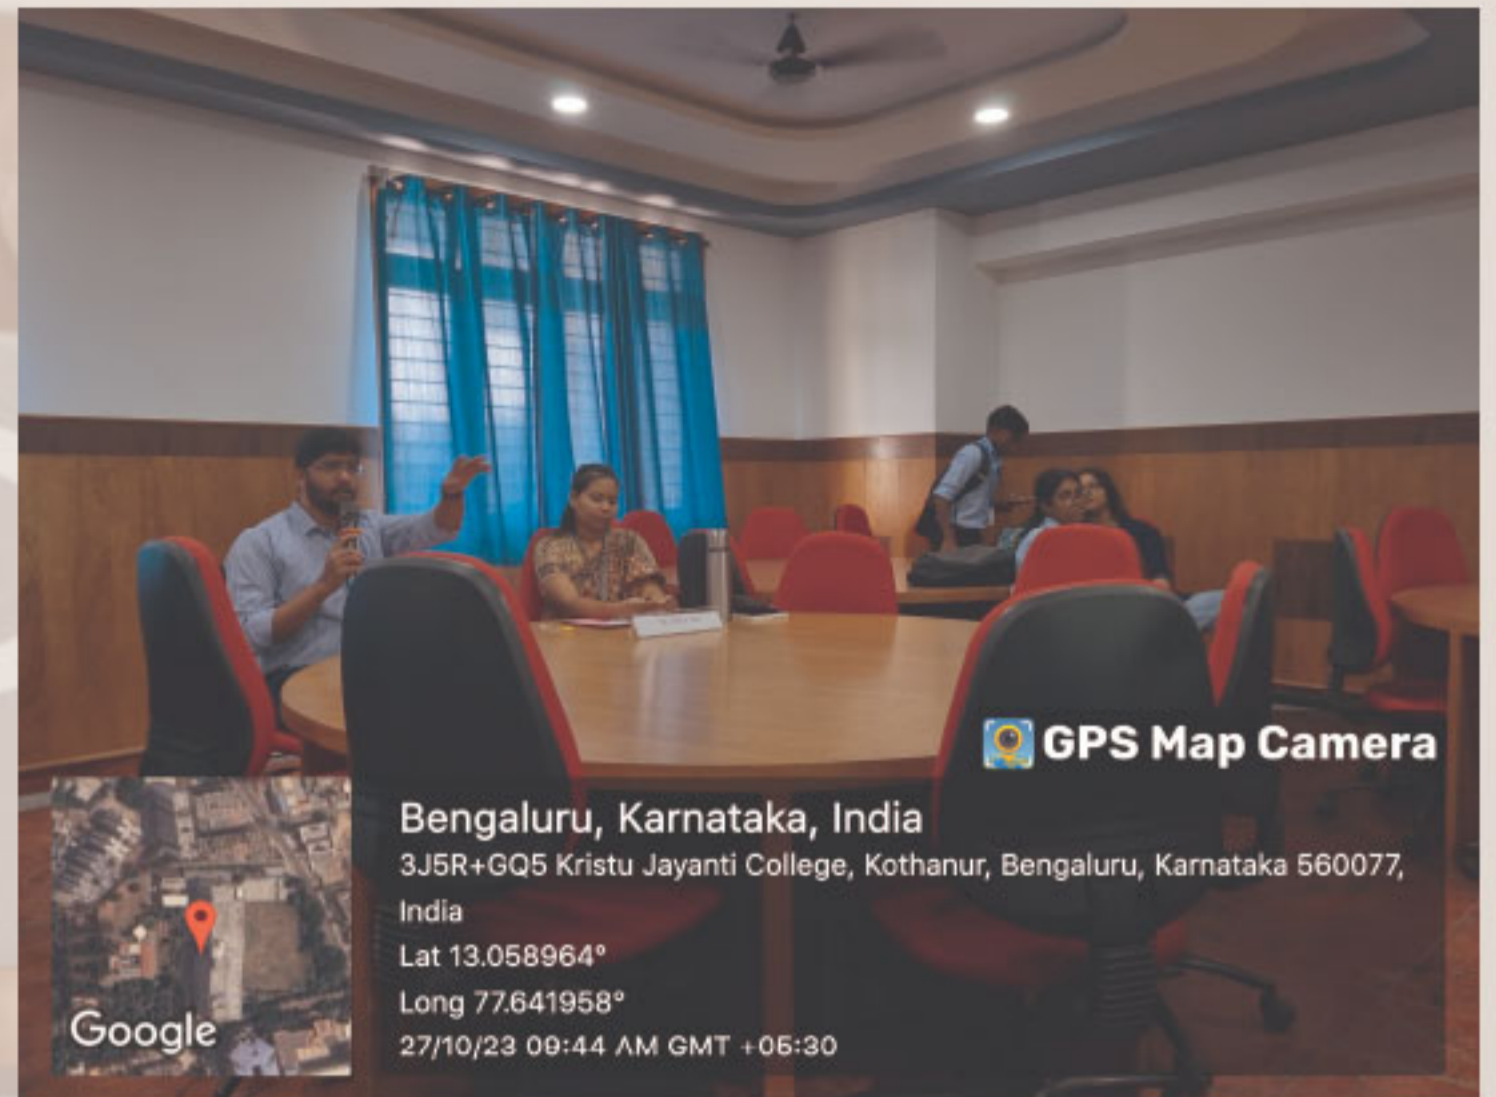 GPS Map Camera
Bengaluru, Karnataka, India
3J5R+GQ5 Kristu Jayanti College, Kothanur, Bengaluru, Karnataka 560077,
India
Lat 13.058964°
Long 77.641958°
27/10/23 09:44 AM GMT +05:30
Google